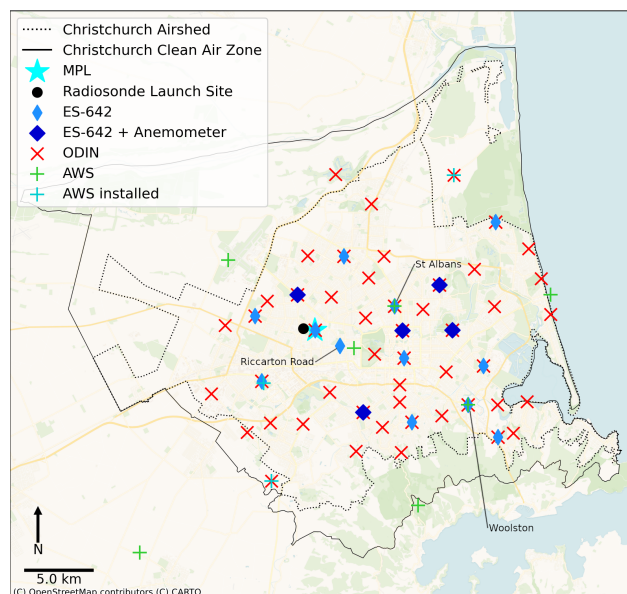 Christchurch Airshed
Christchurch Clean Air Zone
MPL
Radiosonde Launch Site
ES-642
ES-642 + Anemometer
ODIN
AWS
AWS installed
St Albans
Riccarton Road
Woolston
N
5.0 km
(C) OpenStreetMap contributors (C) CARTO